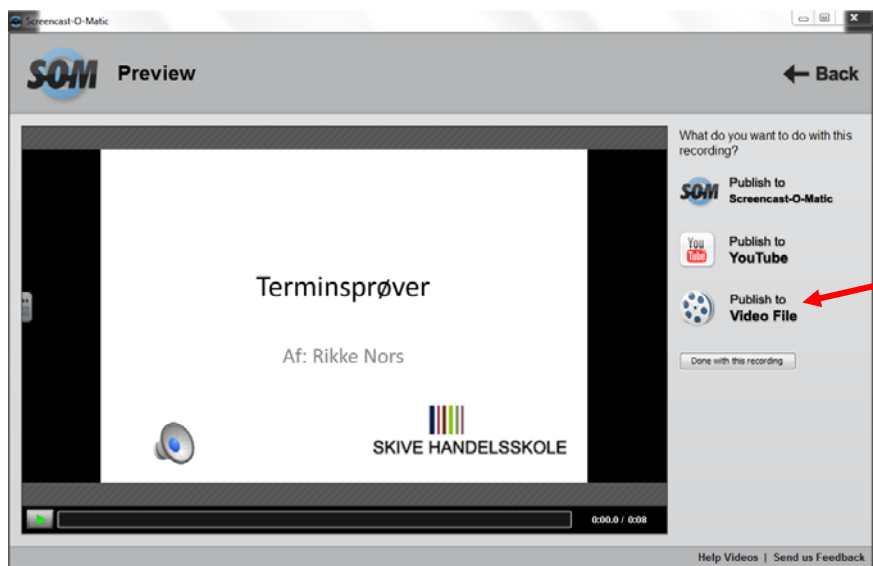 Screencast-O-Matic
SOM
Preview
Back
What do you want to do with this
recording?
SOM
Publish to
Screencast-O-Matic
You
Tube
Publish to
YouTube
Publish to
Video File
Done with this recording
Terminsprøver
Af: Rikke Nors
SKIVE HANDELSSKOLE
0:00.0 / 0:08
Help Videos | Send us Feedback